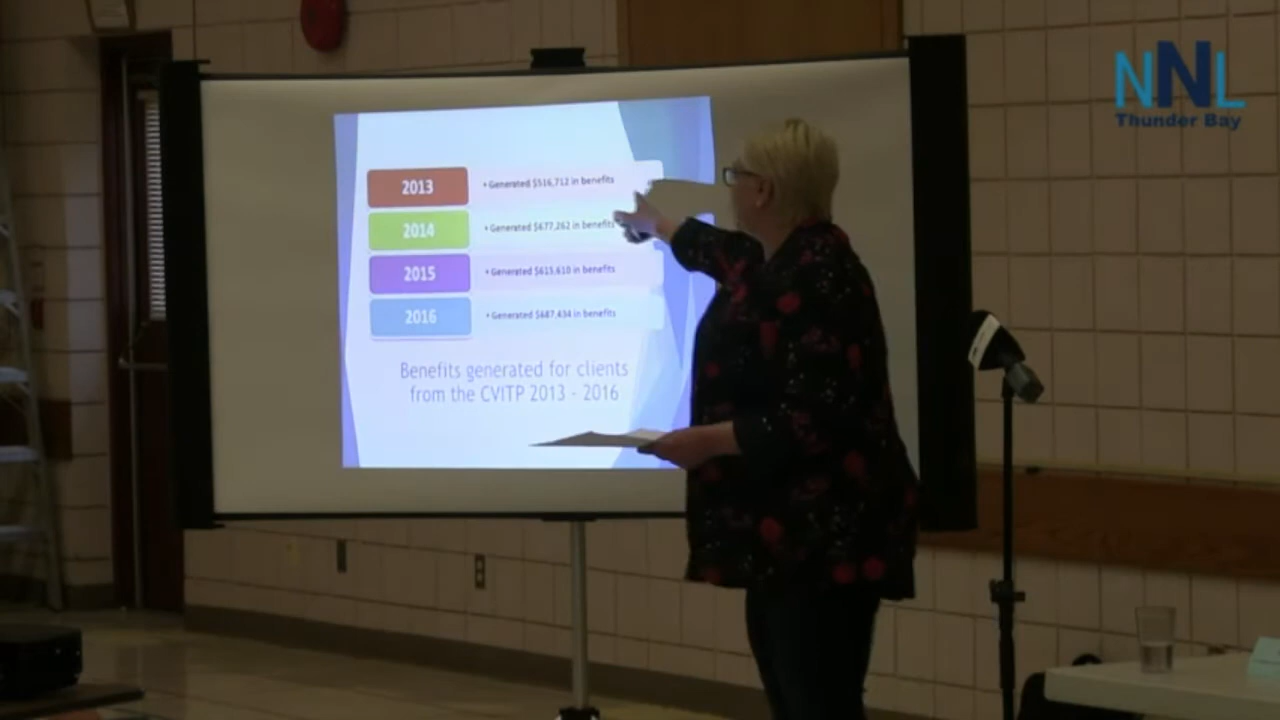 NNL
Thunder Bay
2013
• Generated $516,712 in benefits
2014
• Generated $677,262 in benefits
2015
• Generated $615,610 in benefits
2016
• Generated $687,434 in benefits
Benefits generated for clients
from the CVITP 2013 - 2016